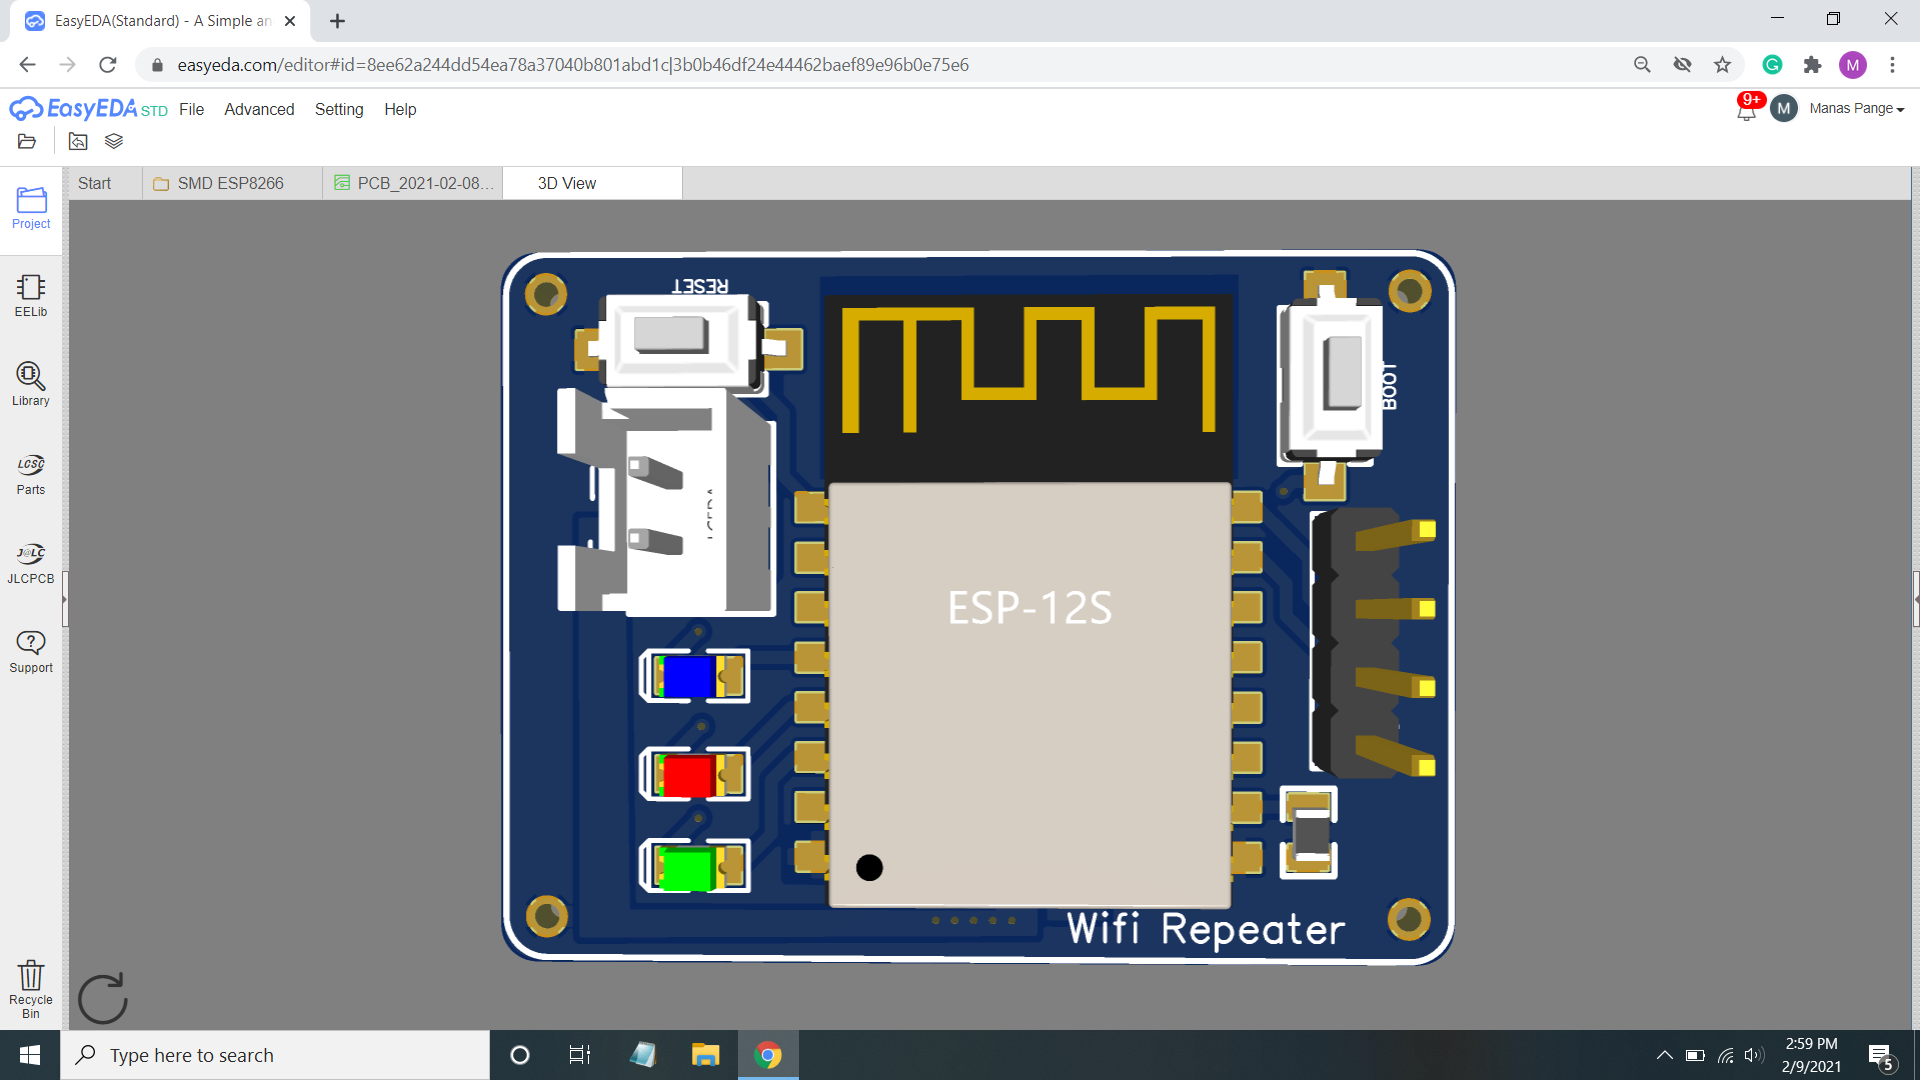 EasyEDA(Standard) - A Simple an
easyeda.com/editor#id=8ee62a244dd54ea78a37040b801abd1c|3b0b46df24e44462baef89e96b0e75e6
M
EasyEDA STD File Advanced Setting Help
9+ M Manas Pange
Start SMD ESP8266 PCB_2021-02-08... 3D View
Project
EELib
Library
LCSC
Parts
J@LC
JLCPCB
Support
Recycle
Bin
RESET
BOOT
ESP-12S
Wifi Repeater
Type here to search
2:59 PM
2/9/2021
5